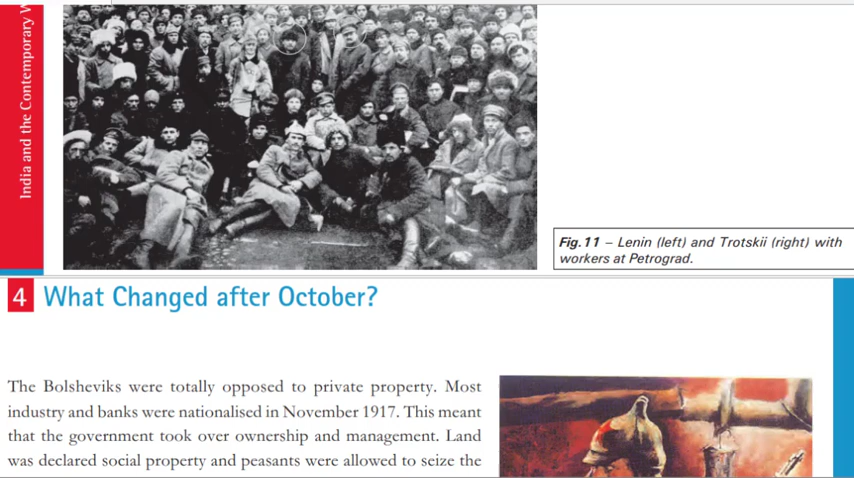 India and the Contemporary W
Fig.11 – Lenin (left) and Trotskii (right) with
workers at Petrograd.
4 What Changed after October?
The Bolsheviks were totally opposed to private property. Most
industry and banks were nationalised in November 1917. This meant
that the government took over ownership and management. Land
was declared social property and peasants were allowed to seize the